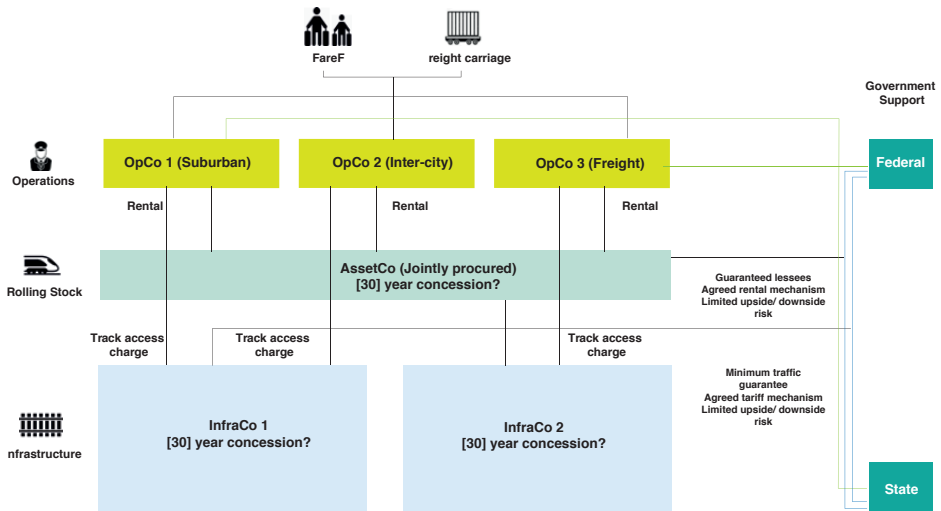 FareF
reight carriage
Government
Support
Operations
OpCo 1 (Suburban)
OpCo 2 (Inter-city)
OpCo 3 (Freight)
Federal
Rental
Rental
Rental
Rolling Stock
AssetCo (Jointly procured)
[30] year concession?
Guaranteed lessees
Agreed rental mechanism
Limited upside/ downside
risk
Track access
charge
Track access
charge
Track access
charge
Minimum traffic
guarantee
Agreed tariff mechanism
Limited upside/ downside
risk
nfrastructure
InfraCo 1
[30] year concession?
InfraCo 2
[30] year concession?
State